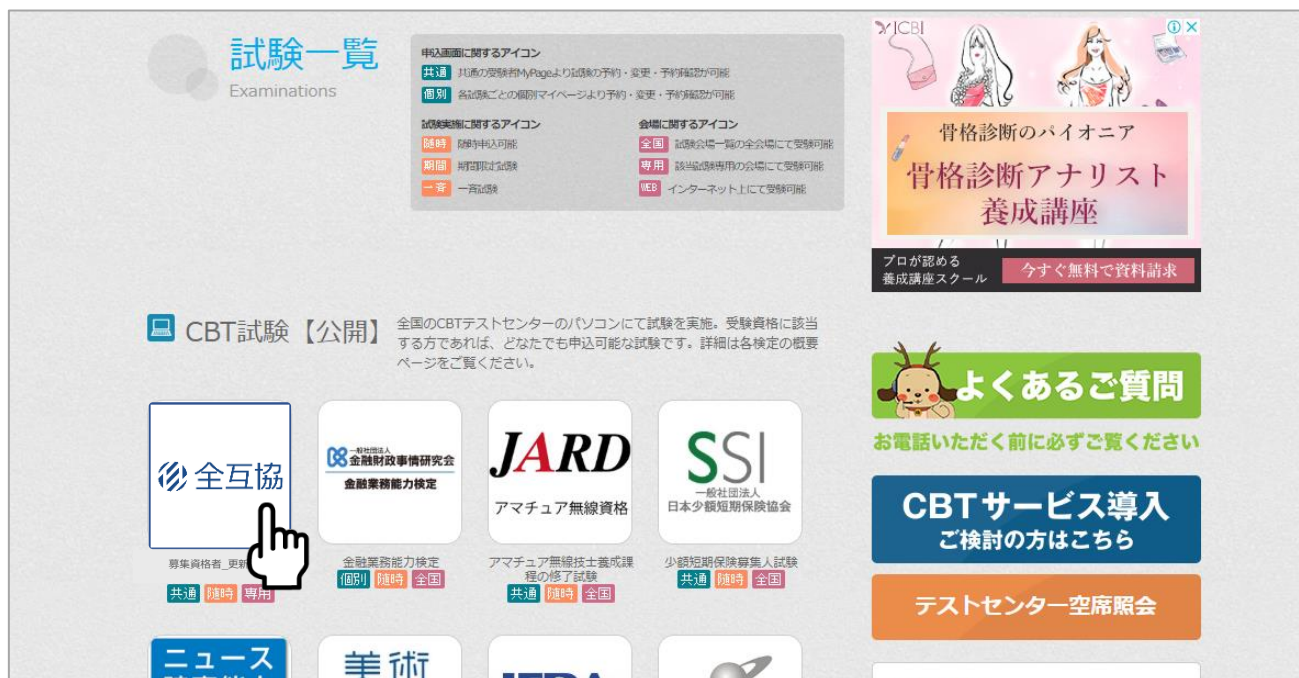 試験一覧
Examinations
申込画面に関するアイコン
共通 共通の受験者MyPageより試験の予約・変更・予約確認が可能
個別 各試験ごとの個別マイページより予約・変更・予約確認が可能
試験実施に関するアイコン
随時 随時申込可能
期間 期間限定試験
一斉 一斉試験
会場に関するアイコン
全国 試験会場一覧の全会場にて受験可能
専用 該当試験専用の会場にて受験可能
WEB インターネット上にて受験可能
ICBI
骨格診断のパイオニア
骨格診断アナリスト
養成講座
プロが認める
養成講座スクール
今すぐ無料で資料請求
CBT試験【公開】
全国のCBTテストセンターのパソコンにて試験を実施。受験資格に該当
する方であれば、どなたでも申込可能な試験です。詳細は各検定の概要
ページをご覧ください。
全互協
募集資格者_更新
共通 随時 専用
一般社団法人
金融財政事情研究会
金融業務能力検定
金融業務能力検定
個別 随時 全国
JARD
アマチュア無線資格
アマチュア無線技士養成課
程の修了試験
共通 随時 全国
SSI
一般社団法人
日本少額短期保険協会
少額短期保険募集人試験
共通 随時 全国
よくあるご質問
お電話いただく前に必ずご覧ください
CBTサービス導入
ご検討の方はこちら
テストセンター空席照会
ニュース
美術